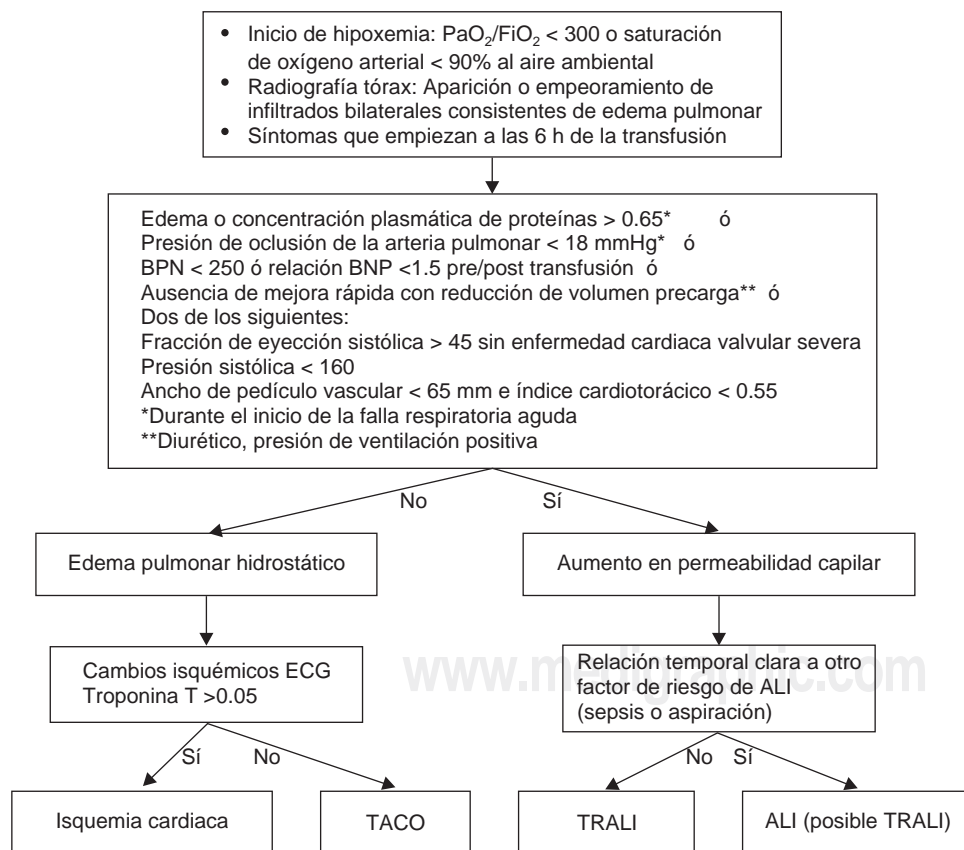 • Inicio de hipoxemia: PaO₂/FiO₂ < 300 o saturación
de oxígeno arterial < 90% al aire ambiental
• Radiografía tórax: Aparición o empeoramiento de
infiltrados bilaterales consistentes de edema pulmonar
• Síntomas que empiezan a las 6 h de la transfusión
Edema o concentración plasmática de proteínas > 0.65* ó
Presión de oclusión de la arteria pulmonar < 18 mmHg* ó
BPN < 250 ó relación BNP <1.5 pre/post transfusión ó
Ausencia de mejora rápida con reducción de volumen precarga** ó
Dos de los siguientes:
Fracción de eyección sistólica > 45 sin enfermedad cardiaca valvular severa
Presión sistólica < 160
Ancho de pedículo vascular < 65 mm e índice cardiotorácico < 0.55
*Durante el inicio de la falla respiratoria aguda
**Diurético, presión de ventilación positiva
No Sí
Edema pulmonar hidrostático
Aumento en permeabilidad capilar
Cambios isquémicos ECG
Troponina T >0.05
www.medigraphic.com
Relación temporal clara a otro
factor de riesgo de ALI
(sepsis o aspiración)
Sí No
No Sí
Isquemia cardiaca
TACO
TRALI
ALI (posible TRALI)